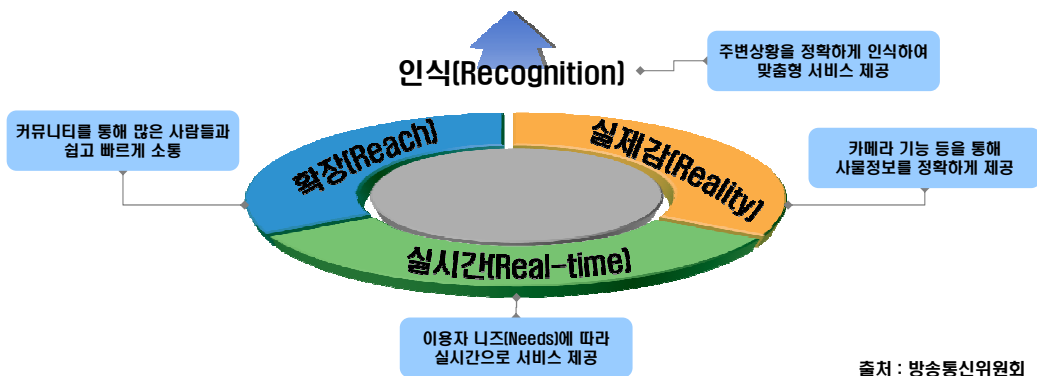 인식(Recognition)
주변상황을 정확하게 인식하여
맞춤형 서비스 제공
커뮤니티를 통해 많은 사람들과
쉽고 빠르게 소통
확장(Reach)
실제감(Reality)
카메라 기능 등을 통해
사물정보를 정확하게 제공
실시간(Real-time)
이용자 니즈(Needs)에 따라
실시간으로 서비스 제공
출처 : 방송통신위원회